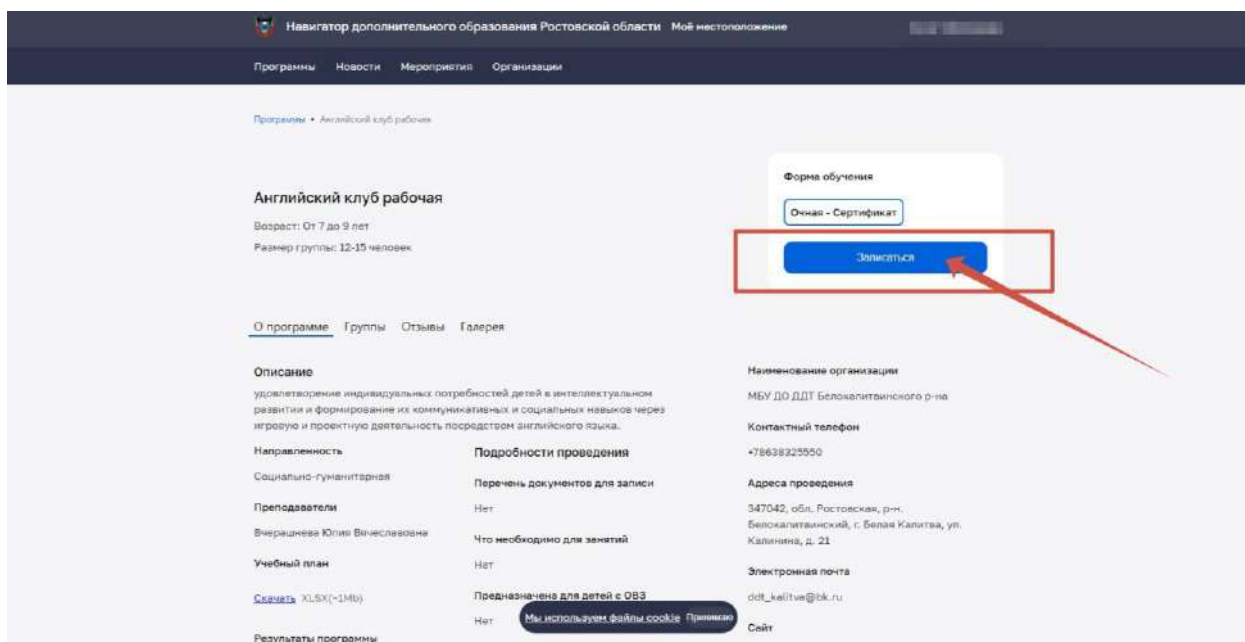 Навигатор дополнительного образования Ростовской области Моё местоположение
Программы Новости Мероприятия Организации
Программы • Английский клуб рабочая
Английский клуб рабочая
Возраст: От 7 до 9 лет
Размер группы: 12-15 человек
Форма обучения
Очная - Сертификат
Записаться
О программе Группы Отзывы Галерея
Описание
удовлетворение индивидуальных потребностей детей в интеллектуальном
развитии и формирование их коммуникативных и социальных навыков через
игровую и проектную деятельность посредством английского языка.
Направленность
Социально-гуманитарная
Преподаватели
Вчерашнева Юлия Вячеславовна
Учебный план
Скачать XLSX(~1Mb)
Результаты программы
Подробности проведения
Перечень документов для записи
Нет
Что необходимо для занятий
Нет
Предназначена для детей с ОВЗ
Нет
Наименование организации
МБУ ДО ДДТ Белокалитвинского р-на
Контактный телефон
+78638325550
Адреса проведения
347042, обл. Ростовская, р-н.
Белокалитвинский, г. Белая Калитва, ул.
Калинина, д. 21
Электронная почта
ddt_kalitva@bk.ru
Сайт
Мы используем файлы cookie Принимаю